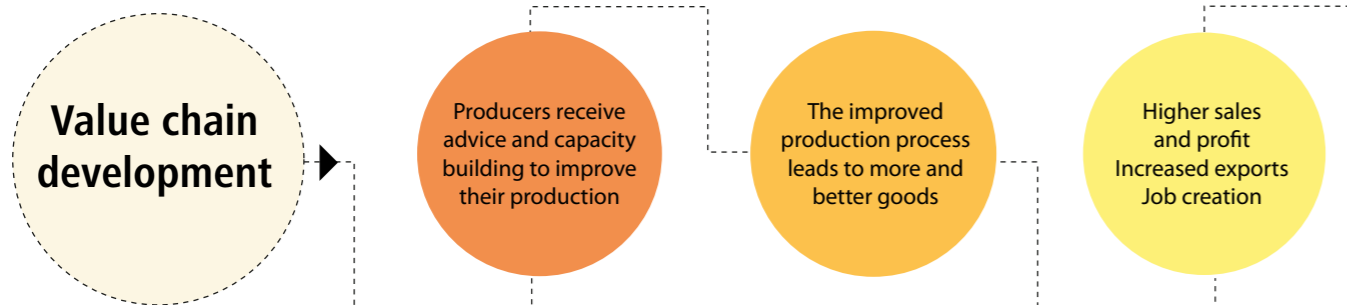 Value chain
development
Producers receive
advice and capacity
building to improve
their production
The improved
production process
leads to more and
better goods
Higher sales
and profit
Increased exports
Job creation